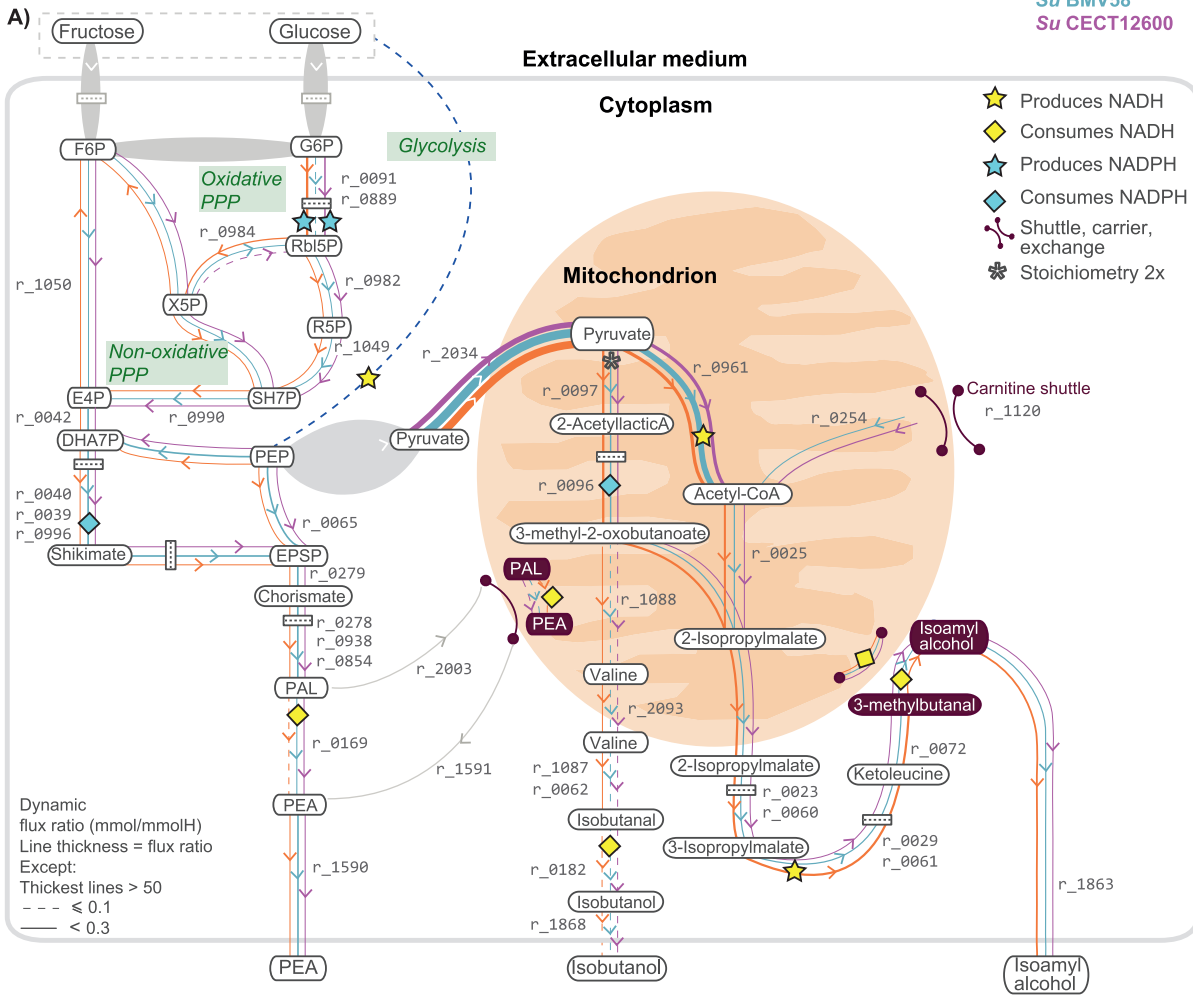 A)
Su BMV58
Su CECT12600
Fructose
Glucose
Extracellular medium
Cytoplasm
Produces NADH
Consumes NADH
Produces NADPH
Consumes NADPH
Shuttle, carrier,
exchange
Stoichiometry 2x
F6P
G6P
Glycolysis
Oxidative
PPP
r_0091
r_0889
r_0984
Rbl5P
r_1050
r_0982
X5P
R5P
r_1049
Non-oxidative
PPP
Mitochondrion
Pyruvate
r_2034
r_0961
r_0097
E4P
SH7P
r_0042
r_0990
Carnitine shuttle
r_1120
r_0254
2-AcetyllacticA
DHA7P
PEP
Pyruvate
r_0096
Acetyl-CoA
r_0040
r_0039
r_0996
r_0065
3-methyl-2-oxobutanoate
Shikimate
EPSP
r_0025
r_0279
PAL
Chorismate
r_1088
PEA
r_0278
r_0938
r_0854
2-Isopropylmalate
Isoamyl
alcohol
r_2003
Valine
PAL
3-methylbutanal
r_2093
r_0169
Valine
r_0072
r_1591
r_1087
r_0062
2-Isopropylmalate
Ketoleucine
r_0023
r_0060
PEA
Isobutanal
r_0029
r_0061
3-Isopropylmalate
Dynamic
flux ratio (mmol/mmolH)
Line thickness = flux ratio
Except:
Thickest lines > 50
⩽ 0.1
< 0.3
r_1590
r_0182
r_1863
Isobutanol
r_1868
PEA
Isobutanol
Isoamyl
alcohol